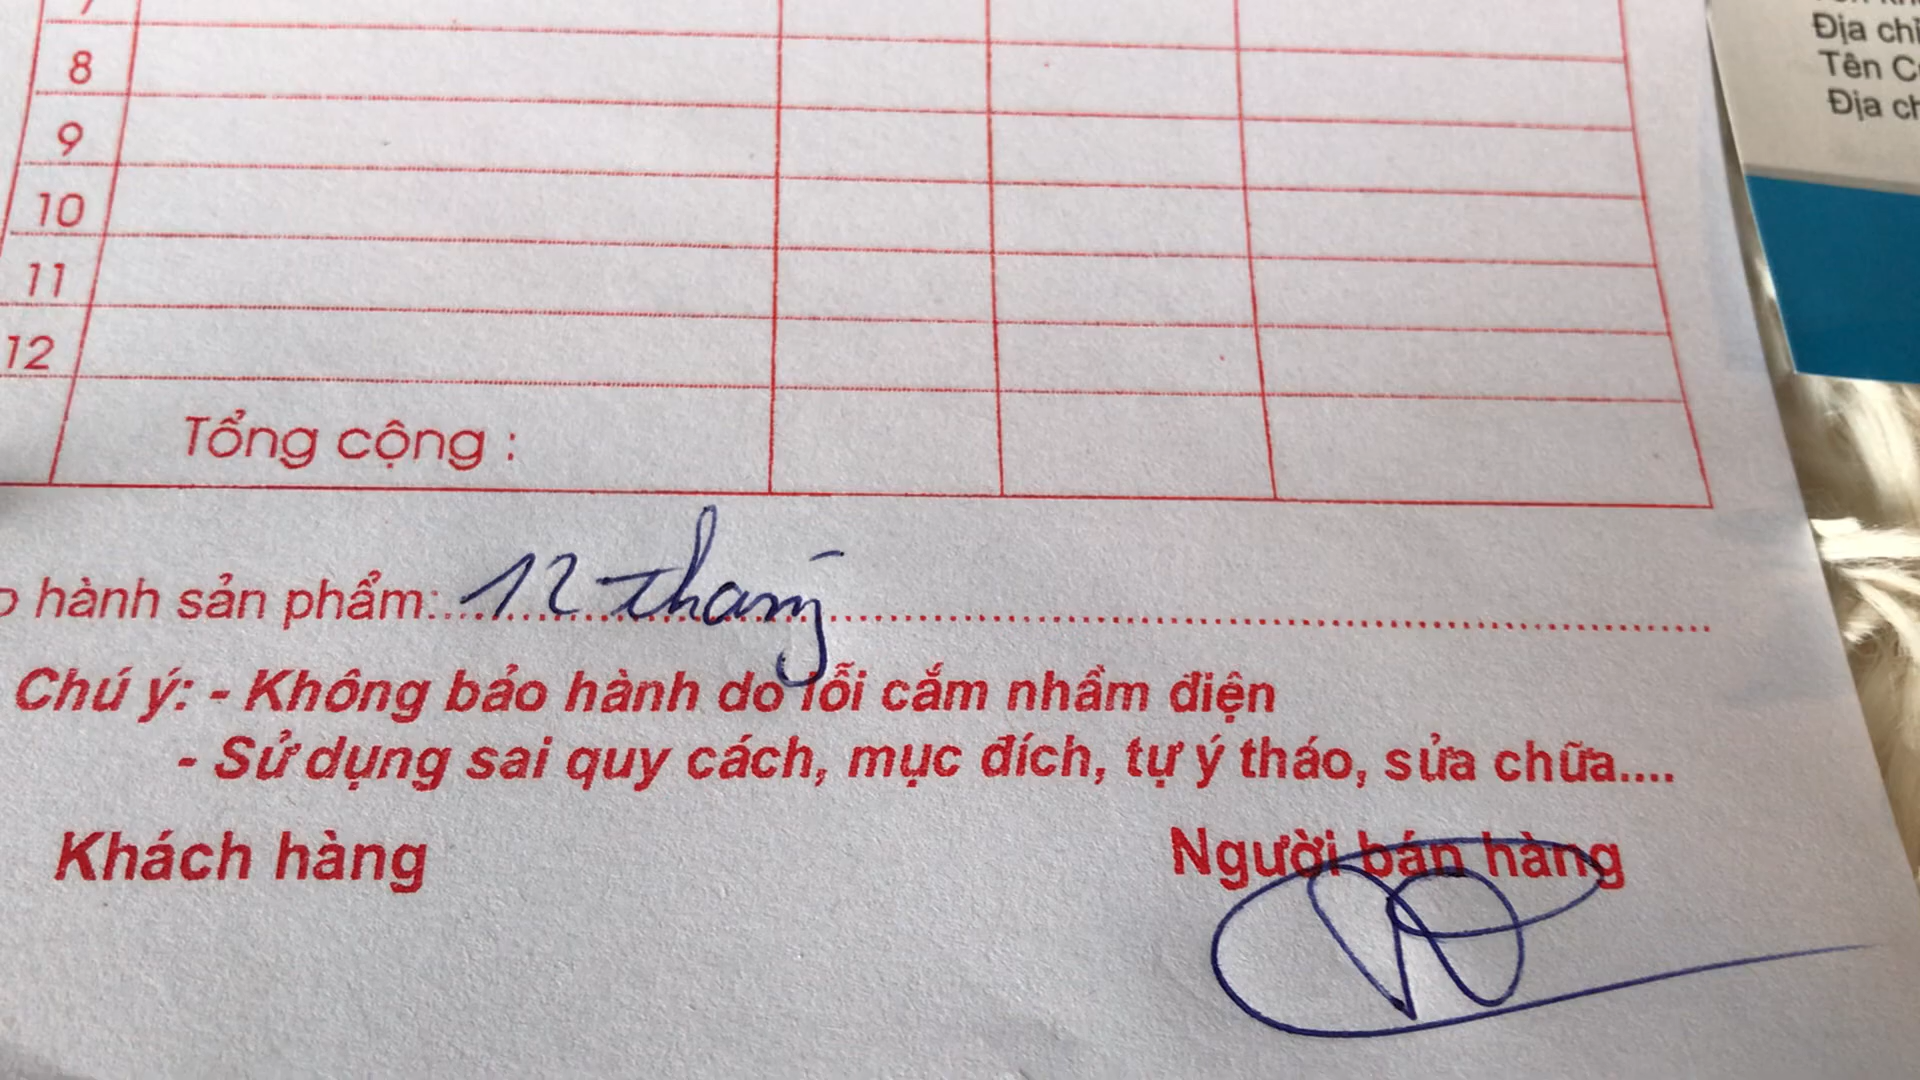 8
9
10
11
12
Tổng cộng :
hành sản phẩm: 12 tháng
Chú ý: - Không bảo hành do lỗi cắm nhầm điện
- Sử dụng sai quy cách, mục đích, tự ý tháo, sửa chữa....
Khách hàng
Người bán hàng
Địa chỉ
Tên
Địa